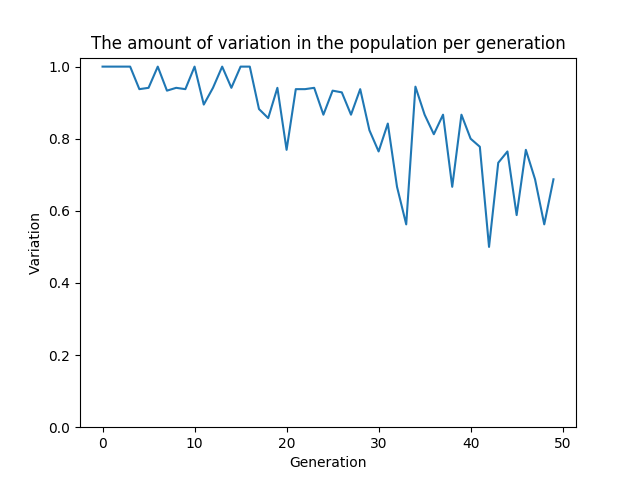 The amount of variation in the population per generation
1.0
0.8
0.6
0.4
0.2
0.0
Variation
0 10 20 30 40 50
Generation